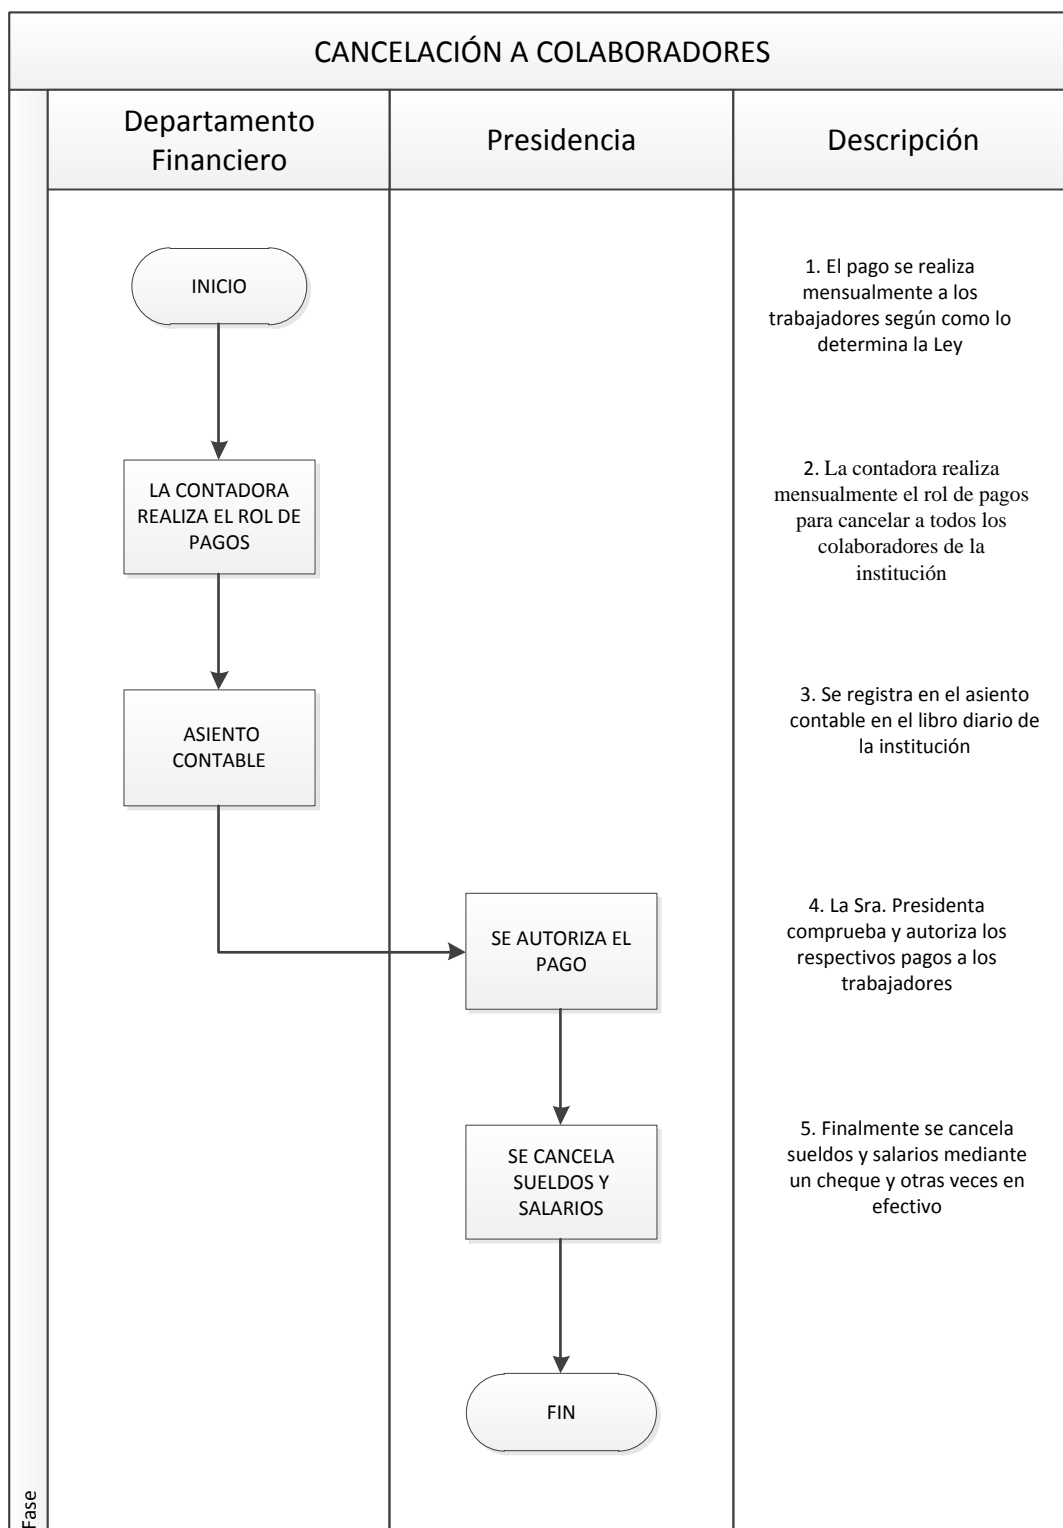 CANCELACIÓN A COLABORADORES
Departamento
Financiero
Presidencia
Descripción
INICIO
1. El pago se realiza
mensualmente a los
trabajadores según como lo
determina la Ley
LA CONTADORA
REALIZA EL ROL DE
PAGOS
2. La contadora realiza
mensualmente el rol de pagos
para cancelar a todos los
colaboradores de la
institución
ASIENTO
CONTABLE
3. Se registra en el asiento
contable en el libro diario de
la institución
SE AUTORIZA EL
PAGO
4. La Sra. Presidenta
comprueba y autoriza los
respectivos pagos a los
trabajadores
SE CANCELA
SUELDOS Y
SALARIOS
5. Finalmente se cancela
sueldos y salarios mediante
un cheque y otras veces en
efectivo
FIN
Fase